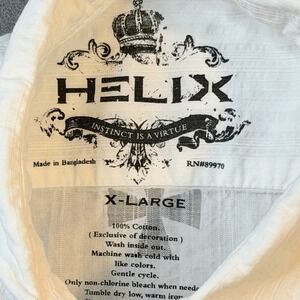 HELIX
INSTINCT IS A VIRTUE
Made in Bangladesh RN#89970
X-LARGE
100% Cotton.
( Exclusive of decoration )
Wash inside out.
Machine wash cold with
like colors.
Gentle cycle.
Only non-chlorine bleach when neede
Tumble dry low, warm iron